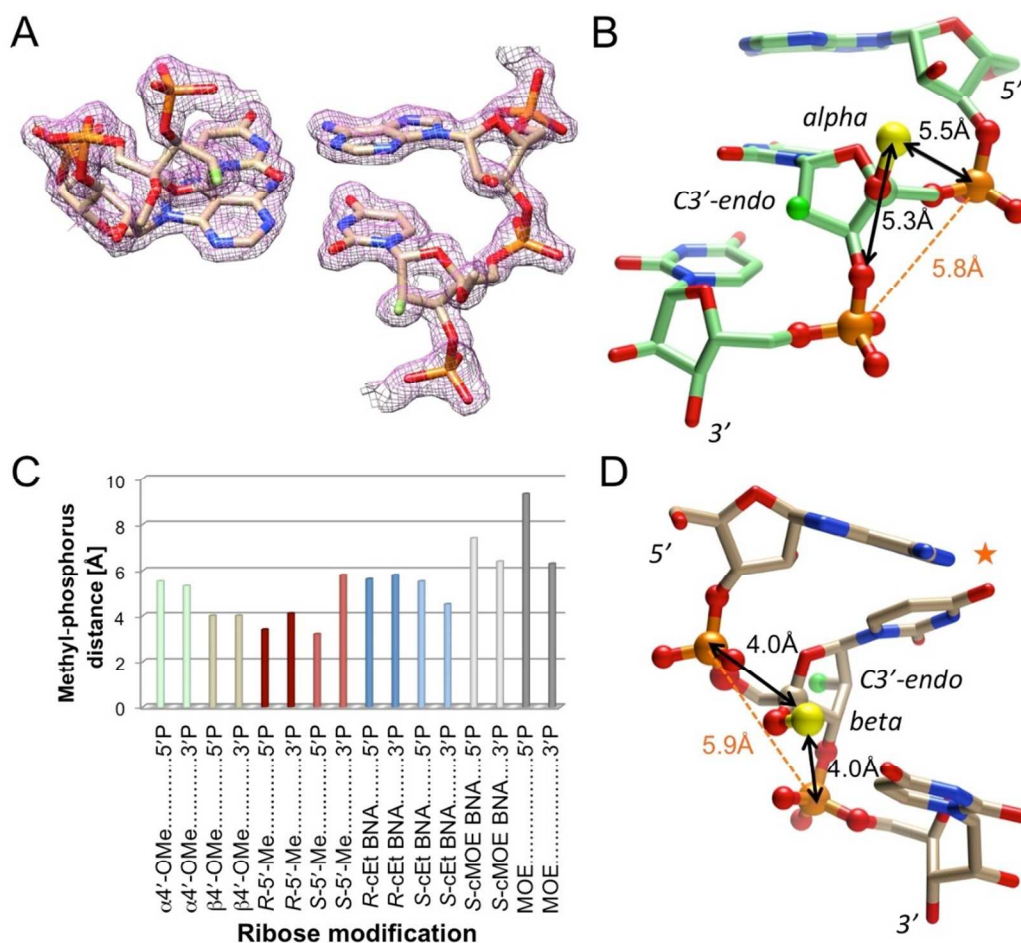 A
B
5′
alpha
5.5Å
C3′-endo
5.3Å
5.8Å
3′
C
Methyl-phosphorus
distance [Å]
10
8
6
4
2
0
α4′-OMe..............5′P
α4′-OMe..............3′P
β4′-OMe..............5′P
β4′-OMe..............3′P
R-5′-Me...............5′P
R-5′-Me...............3′P
S-5′-Me...............5′P
S-5′-Me...............3′P
R-cEt BNA...........5′P
R-cEt BNA...........3′P
S-cEt BNA...........5′P
S-cEt BNA...........3′P
S-cMOE BNA....5′P
S-cMOE BNA....3′P
MOE....................5′P
MOE....................3′P
Ribose modification
D
5′
4.0Å
C3′-endo
beta
5.9Å
4.0Å
3′